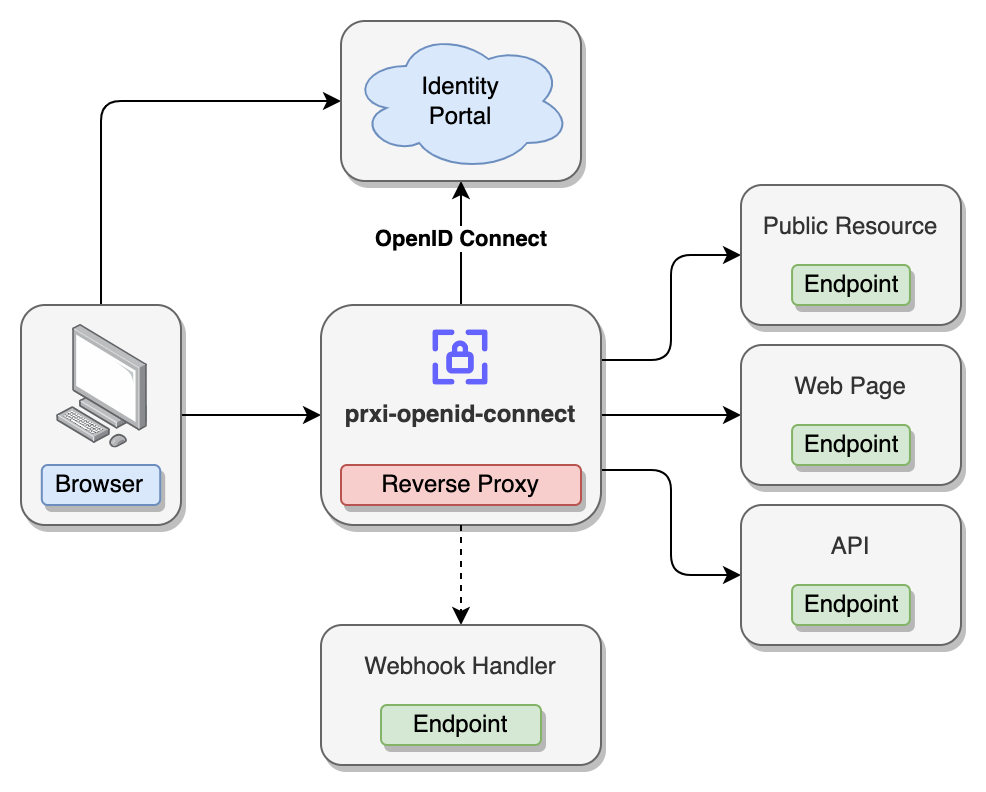 Identity
Portal
OpenID Connect
Public Resource
Endpoint
Browser
prxi-openid-connect
Reverse Proxy
Web Page
Endpoint
API
Endpoint
Webhook Handler
Endpoint